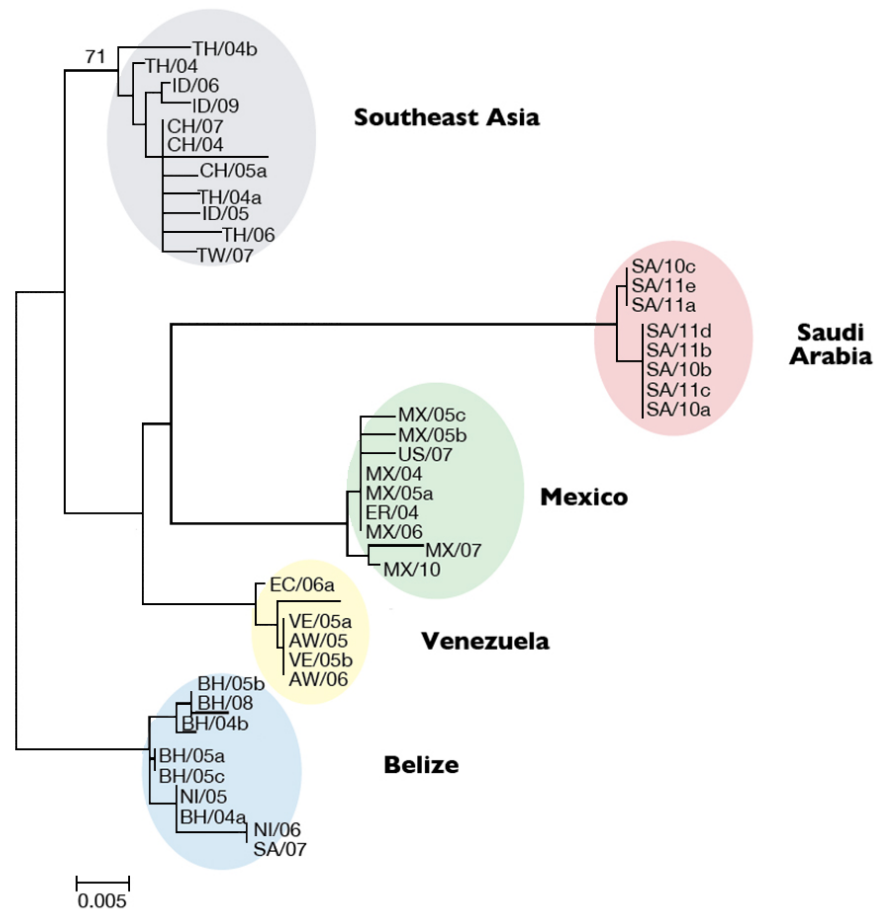 71
TH/04b
TH/04
ID/06
ID/09
CH/07
CH/04
CH/05a
TH/04a
ID/05
TH/06
TW/07
Southeast Asia
SA/10c
SA/11e
SA/11a
SA/11d
SA/11b
SA/10b
SA/11c
SA/10a
Saudi
Arabia
MX/05c
MX/05b
US/07
MX/04
MX/05a
ER/04
MX/06
MX/07
MX/10
Mexico
EC/06a
VE/05a
AW/05
VE/05b
AW/06
Venezuela
BH/05b
BH/08
BH/04b
BH/05a
BH/05c
NI/05
BH/04a
NI/06
SA/07
Belize
0.005